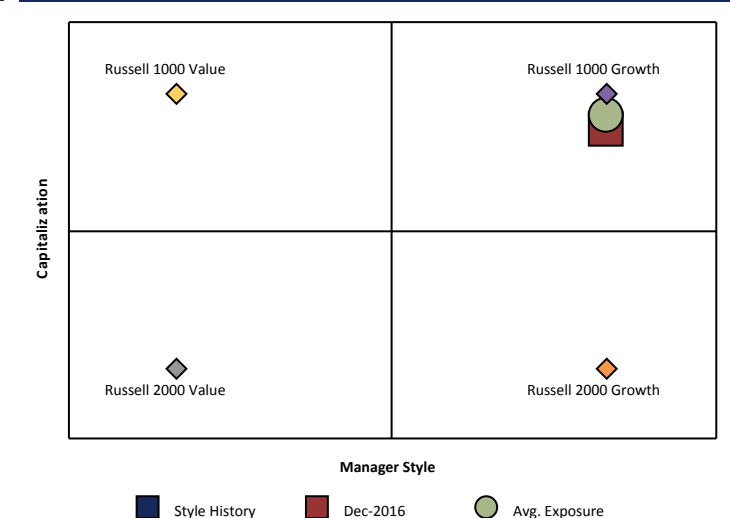 Russell 1000 Value
Russell 1000 Growth
Capitaliz ation
Russell 2000 Value
Russell 2000 Growth
Manager Style
Style History
Dec-2016
Avg. Exposure